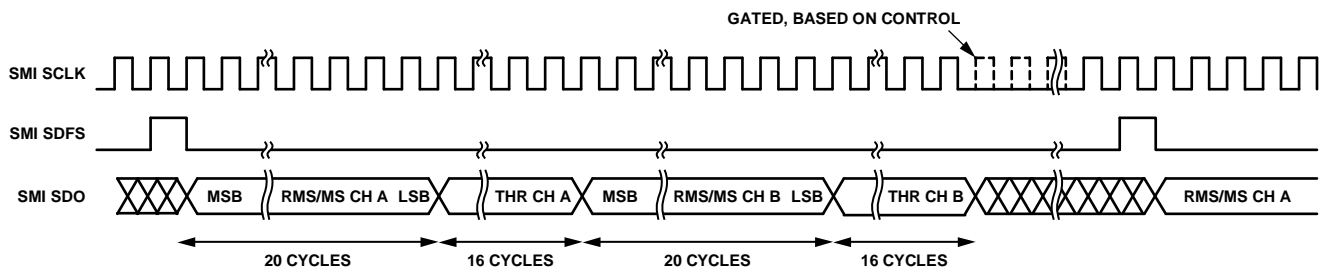 GATED, BASED ON CONTROL
SMI SCLK
SMI SDFS
SMI SDO
MSB RMS/MS CH A LSB THR CH A MSB RMS/MS CH B LSB THR CH B RMS/MS CH A
20 CYCLES 16 CYCLES 20 CYCLES 16 CYCLES